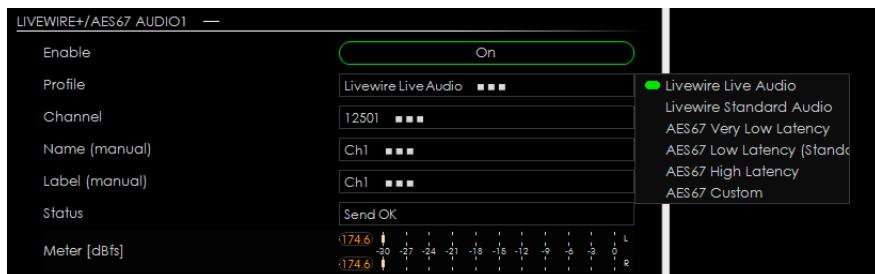 LIVEWIRE+/AES67 AUDIO1 —
Enable On
Profile Livewire Live Audio
Channel 12501
Name (manual) Ch1
Label (manual) Ch1
Status Send OK
Meter [dBfs]
-174.6 -30 -27 -24 -21 -18 -15 -12 -9 -6 -3 0 L
-174.6 R
Livewire Live Audio
Livewire Standard Audio
AES67 Very Low Latency
AES67 Low Latency (Standa
AES67 High Latency
AES67 Custom